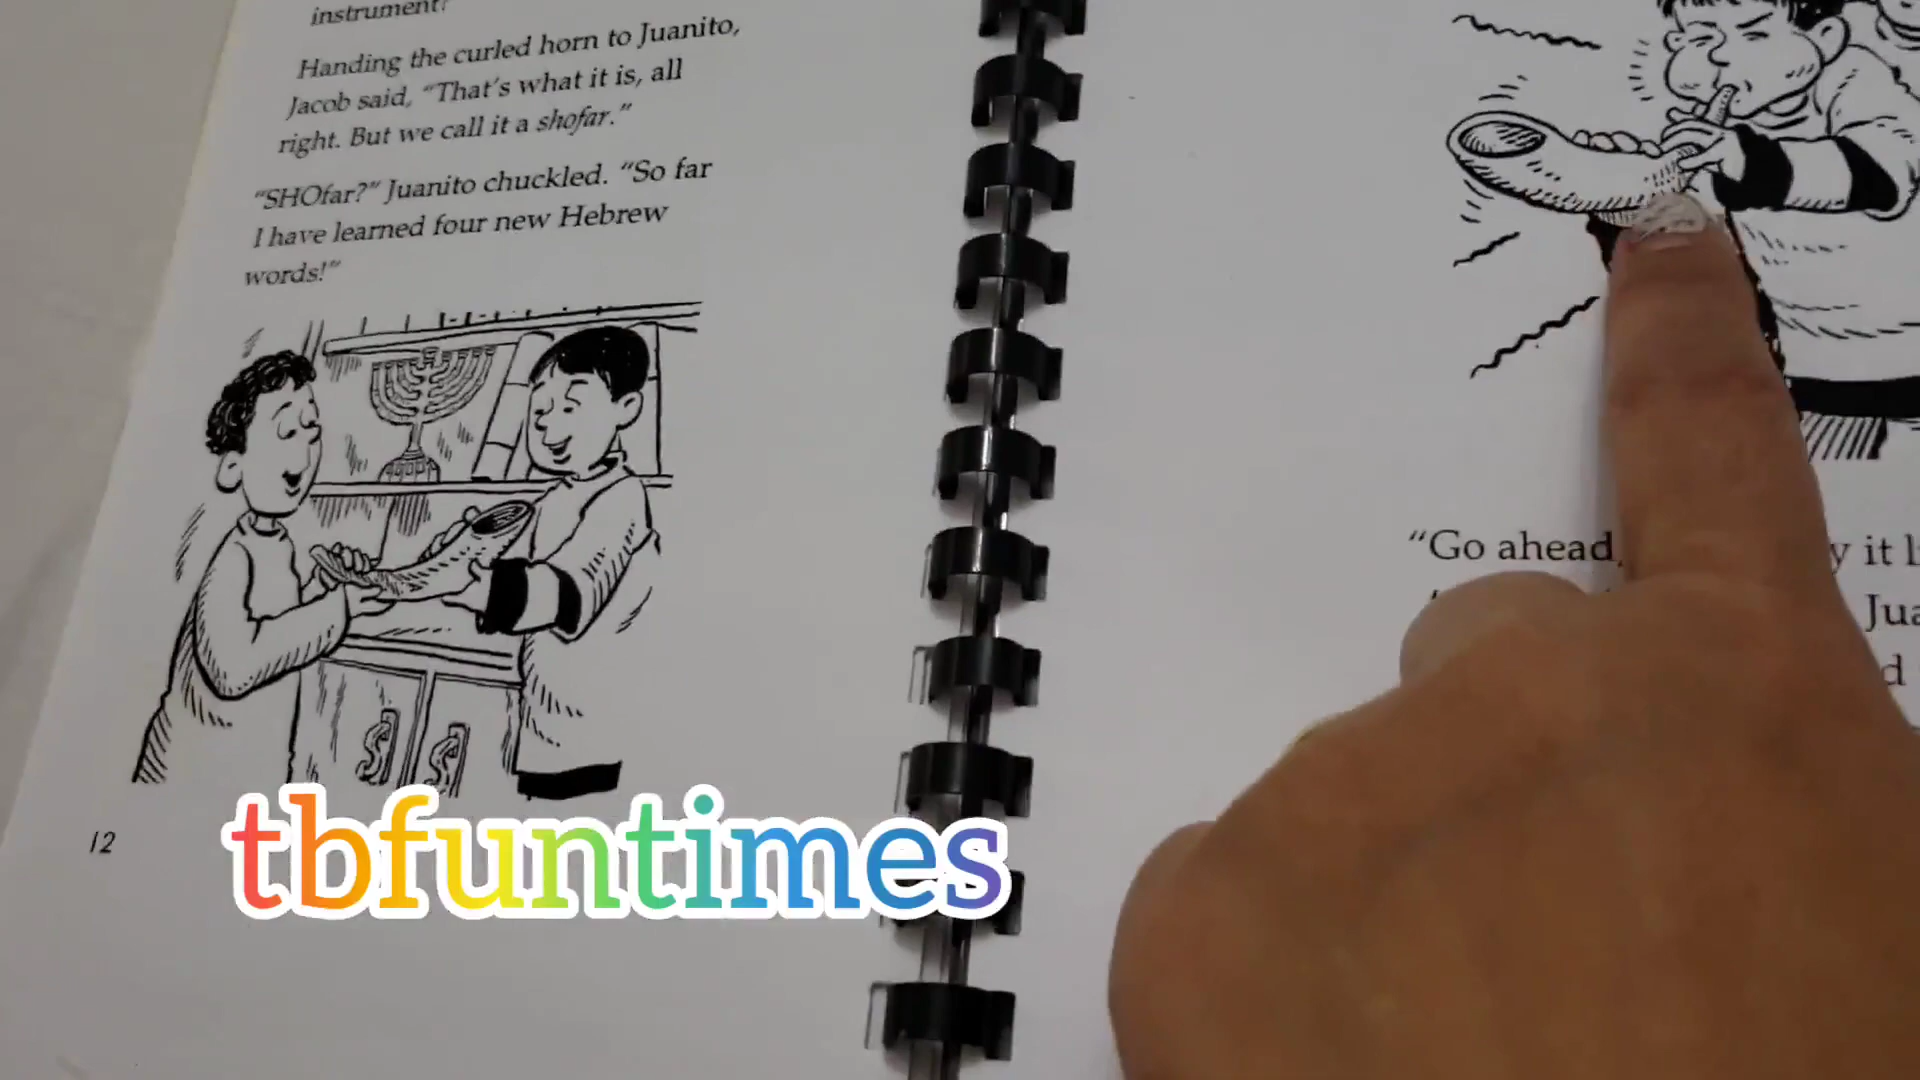 instrument?
Handing the curled horn to Juanito,
Jacob said, “That’s what it is, all
right. But we call it a shofar.”
“SHOfar?” Juanito chuckled. “So far
I have learned four new Hebrew
words!”
12
tbfuntimes
“Go ahead,
it